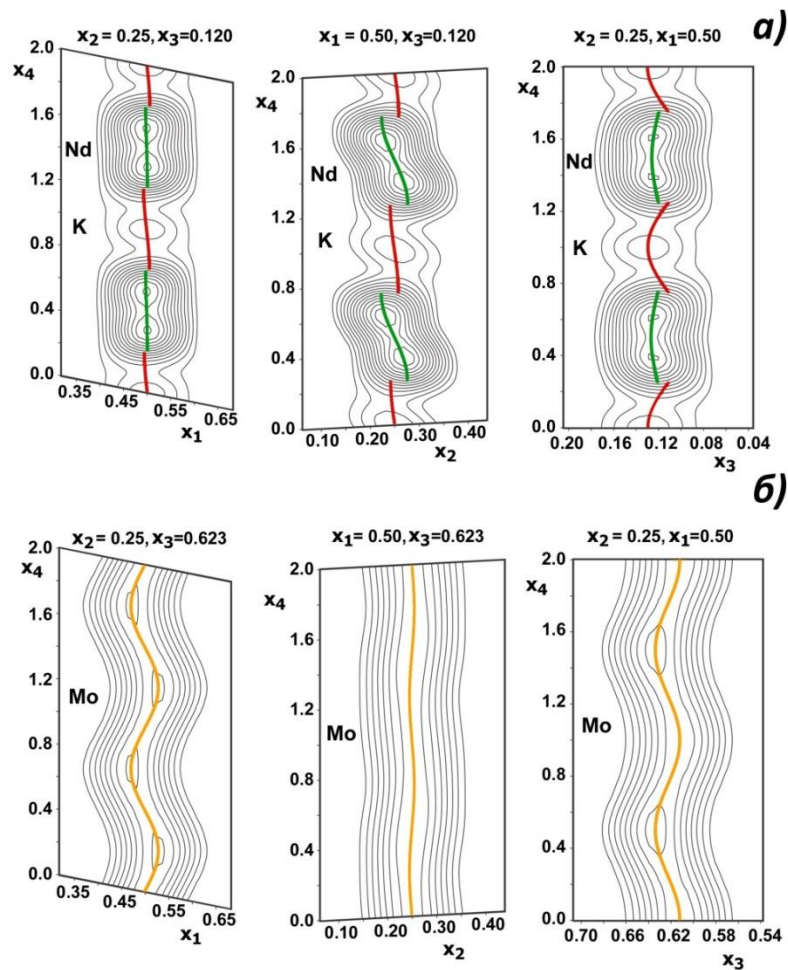 а)
x₂ = 0.25, x₃=0.120
x₄
2.0
1.6
1.2
0.8
0.4
0.0
Nd
K
0.35 0.45 0.55 0.65
x₁
x₁ = 0.50, x₃=0.120
x₄
2.0
1.6
1.2
0.8
0.4
0.0
Nd
K
0.10 0.20 0.30 0.40
x₂
x₂ = 0.25, x₁=0.50
x₄
2.0
1.6
1.2
0.8
0.4
0.0
Nd
K
0.20 0.16 0.12 0.08 0.04
x₃
б)
x₂ = 0.25, x₃=0.623
x₄
2.0
1.6
1.2
0.8
0.4
0.0
Mo
0.35 0.45 0.55 0.65
x₁
x₁= 0.50, x₃=0.623
x₄
2.0
1.6
1.2
0.8
0.4
0.0
Mo
0.10 0.20 0.30 0.40
x₂
x₂ = 0.25, x₁=0.50
x₄
2.0
1.6
1.2
0.8
0.4
0.0
Mo
0.70 0.66 0.62 0.58 0.54
x₃